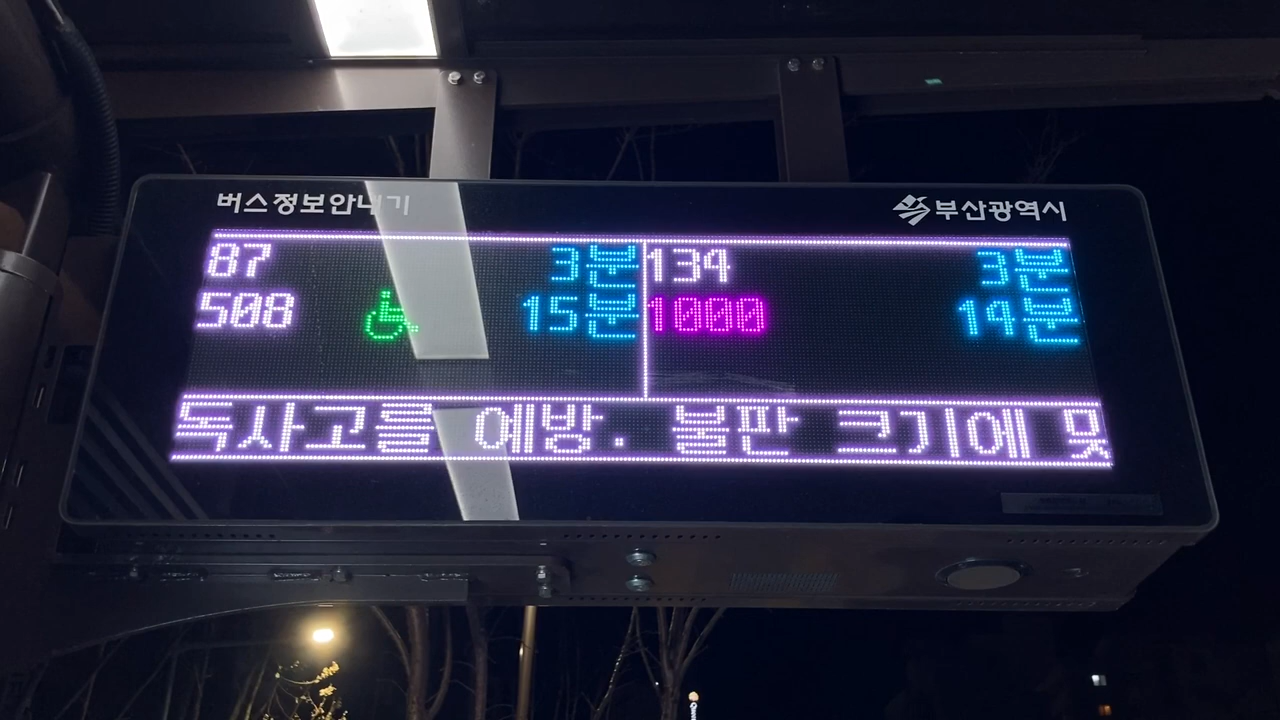 버스정보안내기
부산광역시
87 3분
508 15분
134 3분
1000 14분
독사고를 예방. 불판 크기에 맞